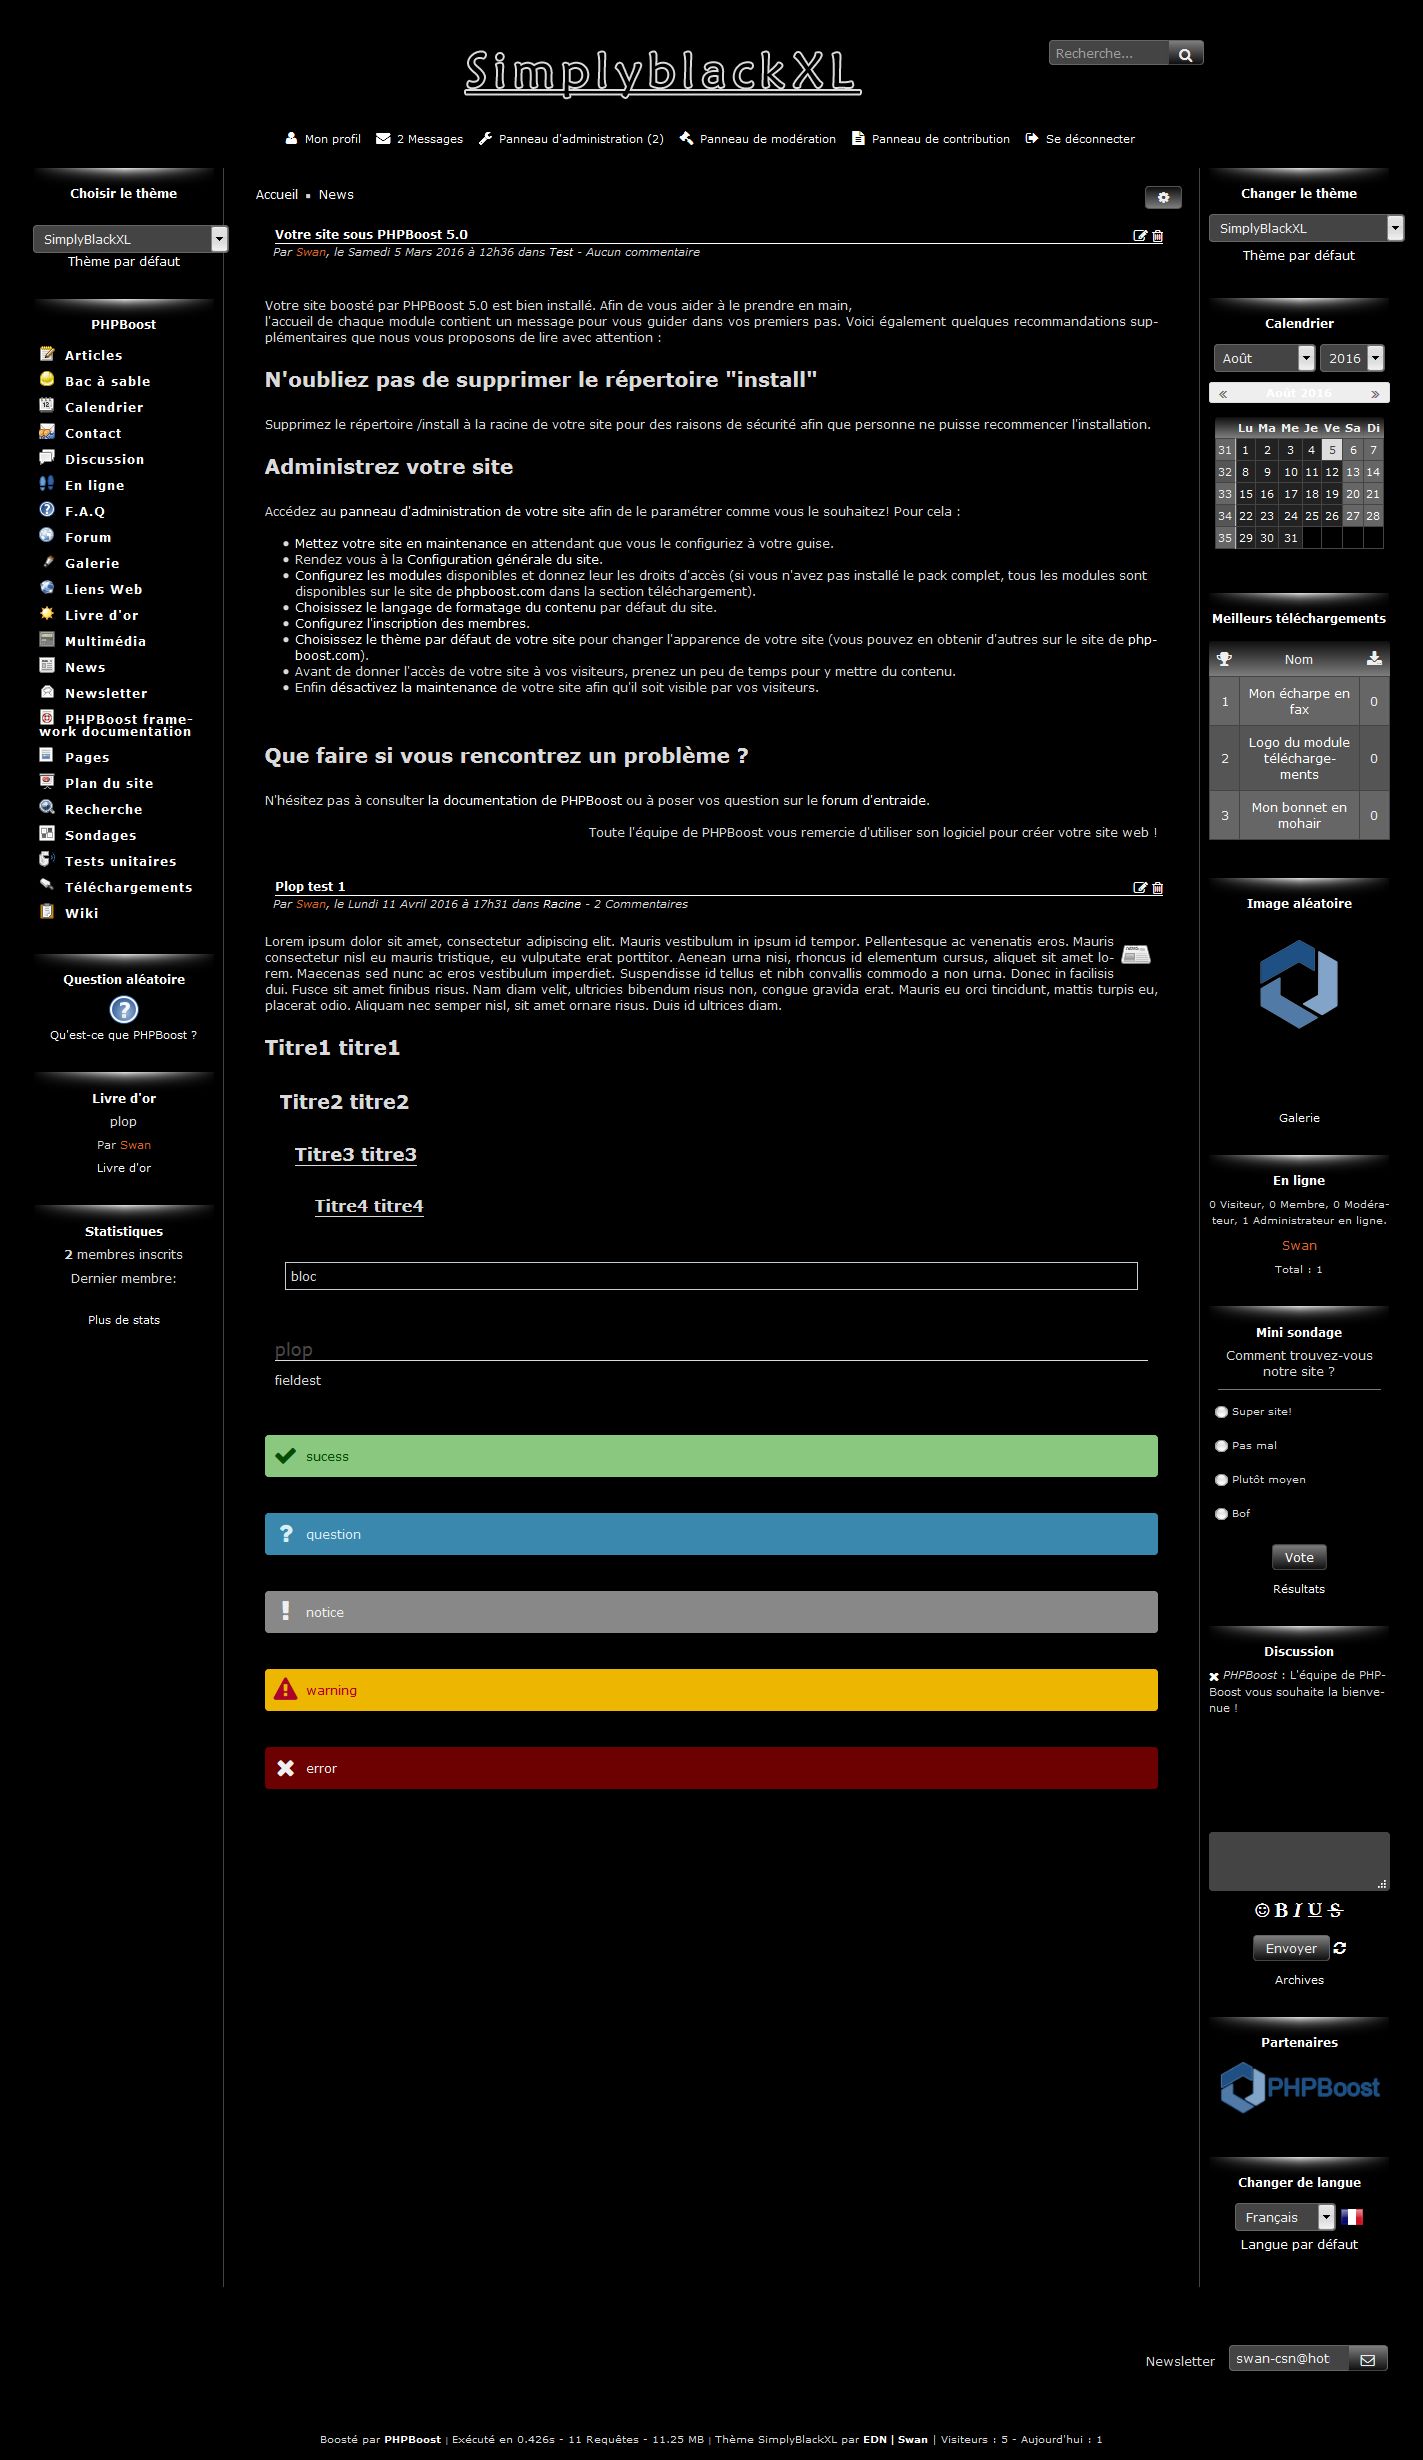 SimplyblackXL
Recherche...
Mon profil 2 Messages Panneau d'administration (2) Panneau de modération Panneau de contribution Se déconnecter
Choisir le thème
SimplyBlackXL
Thème par défaut
PHPBoost
Articles
Bac à sable
Calendrier
Contact
Discussion
En ligne
F.A.Q
Forum
Galerie
Liens Web
Livre d'or
Multimédia
News
Newsletter
PHPBoost frame-
work documentation
Pages
Plan du site
Recherche
Sondages
Tests unitaires
Téléchargements
Wiki
Question aléatoire
Qu'est-ce que PHPBoost ?
Livre d'or
plop
Par Swan
Livre d'or
Statistiques
2 membres inscrits
Dernier membre:
Plus de stats
Accueil ▪ News
Votre site sous PHPBoost 5.0
Par Swan, le Samedi 5 Mars 2016 à 12h36 dans Test - Aucun commentaire
Votre site boosté par PHPBoost 5.0 est bien installé. Afin de vous aider à le prendre en main,
l'accueil de chaque module contient un message pour vous guider dans vos premiers pas. Voici également quelques recommandations sup-
plémentaires que nous vous proposons de lire avec attention :
N'oubliez pas de supprimer le répertoire "install"
Supprimez le répertoire /install à la racine de votre site pour des raisons de sécurité afin que personne ne puisse recommencer l'installation.
Administrez votre site
Accédez au panneau d'administration de votre site afin de le paramétrer comme vous le souhaitez! Pour cela :
• Mettez votre site en maintenance en attendant que vous le configuriez à votre guise.
• Rendez vous à la Configuration générale du site.
• Configurez les modules disponibles et donnez leur les droits d'accès (si vous n'avez pas installé le pack complet, tous les modules sont
disponibles sur le site de phpboost.com dans la section téléchargement).
• Choisissez le langage de formatage du contenu par défaut du site.
• Configurez l'inscription des membres.
• Choisissez le thème par défaut de votre site pour changer l'apparence de votre site (vous pouvez en obtenir d'autres sur le site de php-
boost.com).
• Avant de donner l'accès de votre site à vos visiteurs, prenez un peu de temps pour y mettre du contenu.
• Enfin désactivez la maintenance de votre site afin qu'il soit visible par vos visiteurs.
Que faire si vous rencontrez un problème ?
N'hésitez pas à consulter la documentation de PHPBoost ou à poser vos question sur le forum d'entraide.
Toute l'équipe de PHPBoost vous remercie d'utiliser son logiciel pour créer votre site web !
Plop test 1
Par Swan, le Lundi 11 Avril 2016 à 17h31 dans Racine - 2 Commentaires
Lorem ipsum dolor sit amet, consectetur adipiscing elit. Mauris vestibulum in ipsum id tempor. Pellentesque ac venenatis eros. Mauris
consectetur nisl eu mauris tristique, eu vulputate erat porttitor. Aenean urna nisi, rhoncus id elementum cursus, aliquet sit amet lo-
rem. Maecenas sed nunc ac eros vestibulum imperdiet. Suspendisse id tellus et nibh convallis commodo a non urna. Donec in facilisis
dui. Fusce sit amet finibus risus. Nam diam velit, ultricies bibendum risus non, congue gravida erat. Mauris eu orci tincidunt, mattis turpis eu,
placerat odio. Aliquam nec semper nisl, sit amet ornare risus. Duis id ultrices diam.
Titre1 titre1
Titre2 titre2
Titre3 titre3
Titre4 titre4
bloc
plop
fieldest
sucess
question
notice
warning
error
Changer le thème
SimplyBlackXL
Thème par défaut
Calendrier
Août 2016
« Août 2016 »
Lu Ma Me Je Ve Sa Di
31 1 2 3 4 5 6 7
32 8 9 10 11 12 13 14
33 15 16 17 18 19 20 21
34 22 23 24 25 26 27 28
35 29 30 31
Meilleurs téléchargements
Nom
1 Mon écharpe en fax 0
2 Logo du module télécharge-ments 0
3 Mon bonnet en mohair 0
Image aléatoire
Galerie
En ligne
0 Visiteur, 0 Membre, 0 Modéra-
teur, 1 Administrateur en ligne.
Swan
Total : 1
Mini sondage
Comment trouvez-vous
notre site ?
Super site!
Pas mal
Plutôt moyen
Bof
Vote
Résultats
Discussion
PHPBoost : L'équipe de PHP-
Boost vous souhaite la bienve-
nue !
B I U S
Envoyer
Archives
Partenaires
PHPBoost
Changer de langue
Français
Langue par défaut
Newsletter swan-csn@hot
Boosté par PHPBoost | Exécuté en 0.426s - 11 Requêtes - 11.25 MB | Thème SimplyBlackXL par EDN | Swan | Visiteurs : 5 - Aujourd'hui : 1